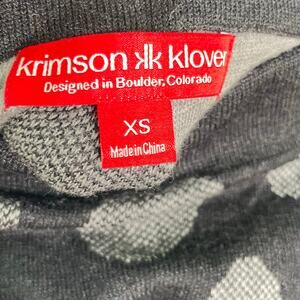 krimson kk klover
Designed in Boulder, Colorado
XS
Made in China